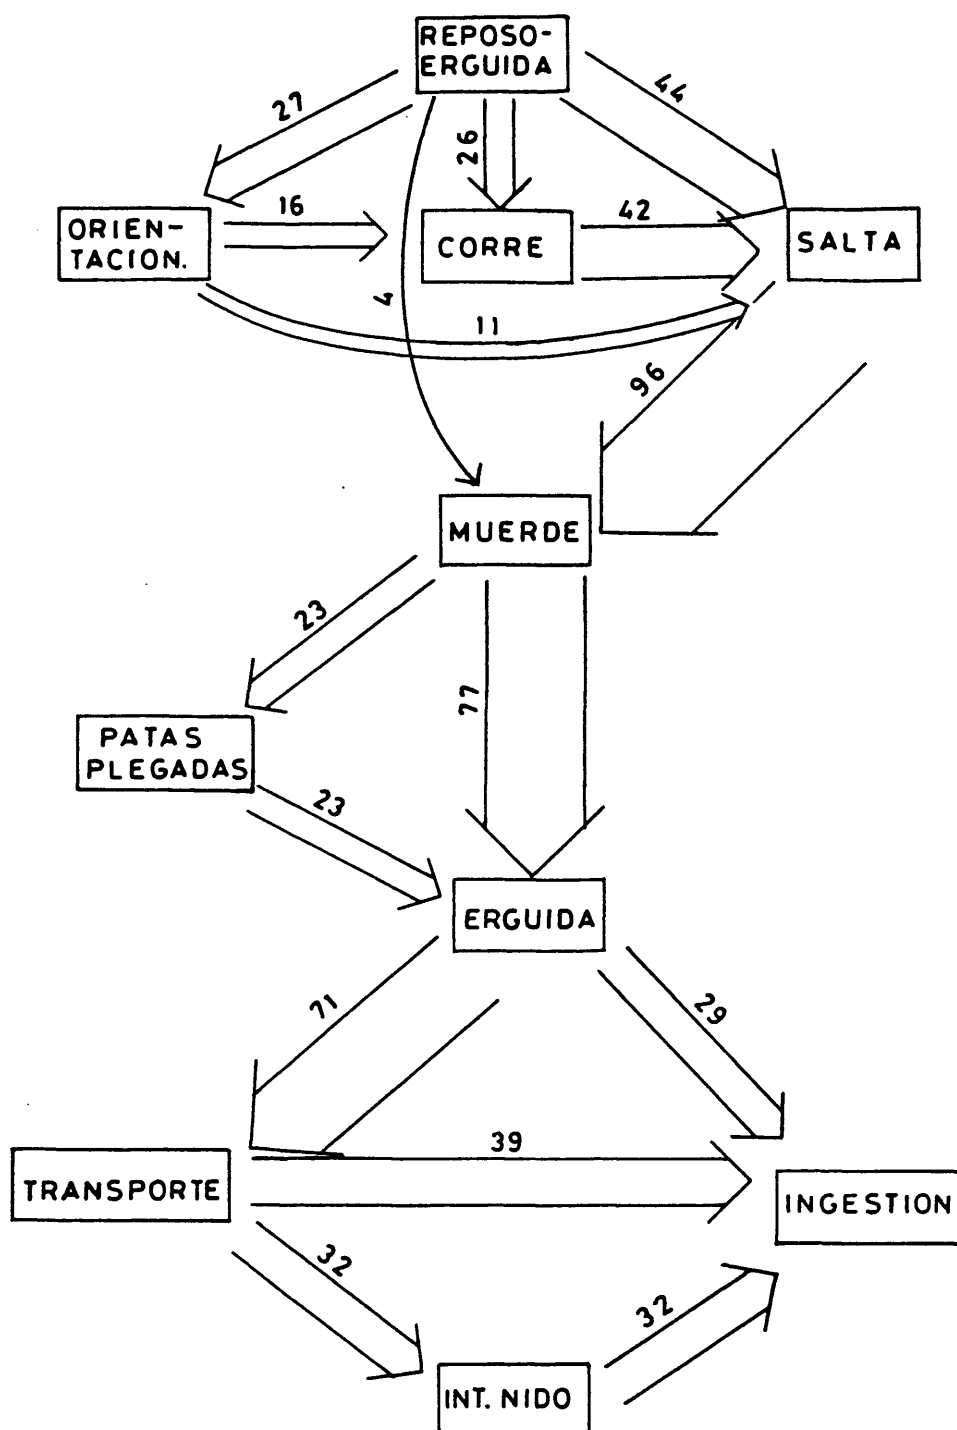 REPOSO-
ERGUIDA
27
26
44
ORIEN-
TACION.
16
CORRE
42
SALTA
4
11
96
MUERDE
23
77
PATAS
PLEGADAS
23
ERGUIDA
71
29
TRANSPORTE
39
INGESTION
32
32
INT. NIDO